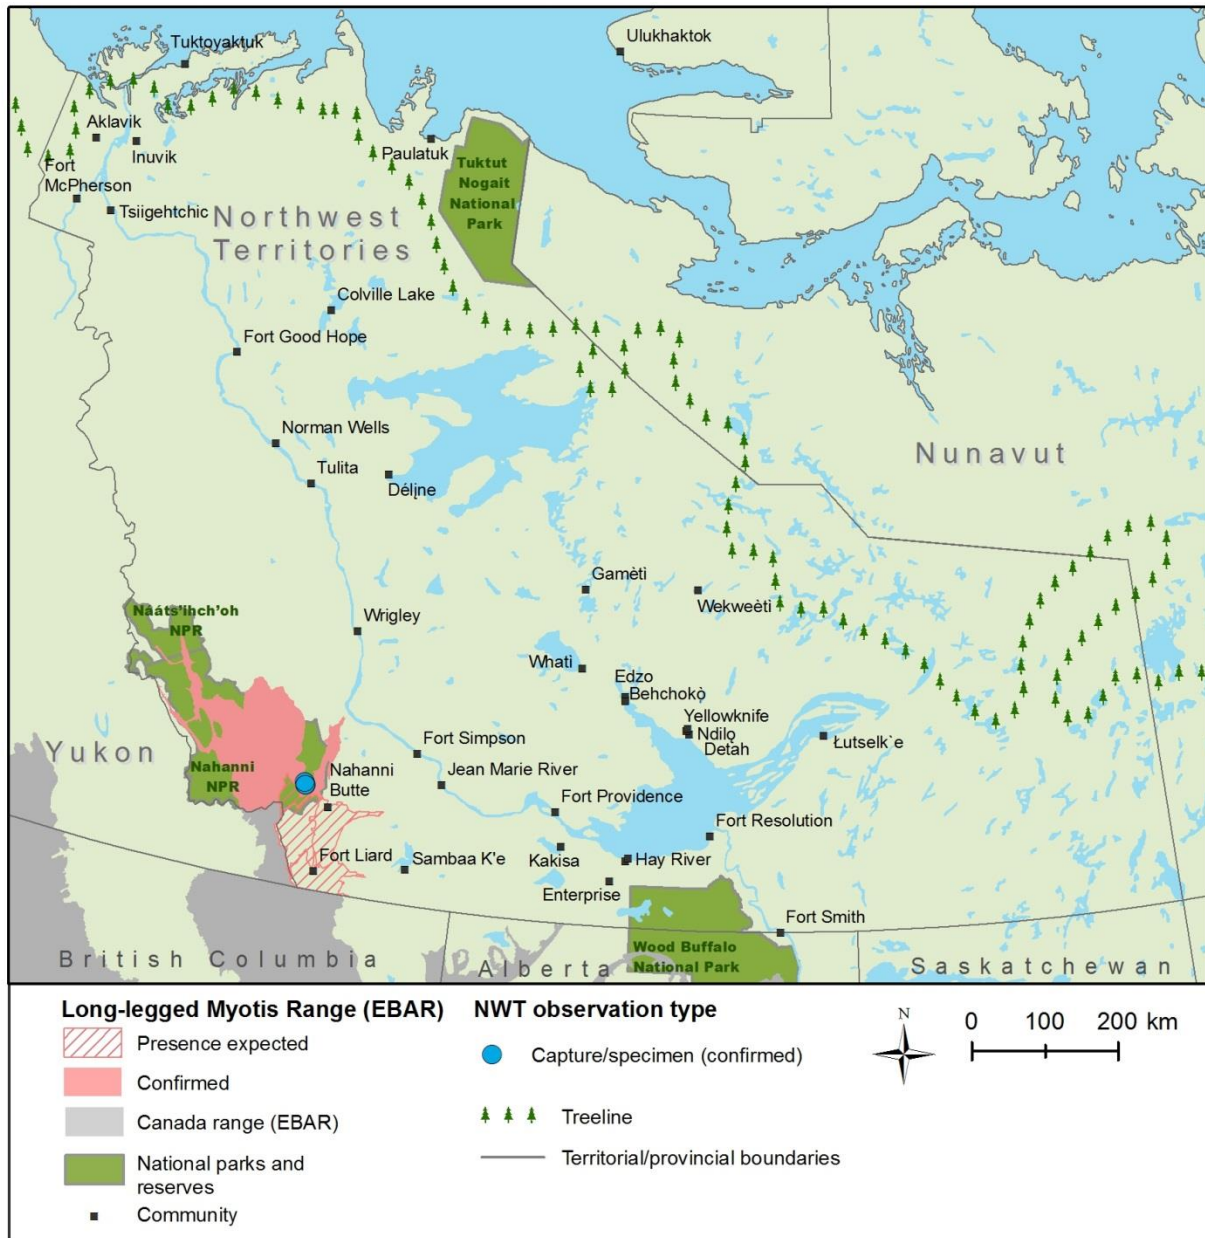 Ulukhaktok
Tuktoyaktuk
Aklavik
Inuvik
Paulatuk
Fort
McPherson
Tsiigehtchic
Tuktut
Nogait
National
Park
Northwest
Territories
Colville Lake
Fort Good Hope
Norman Wells
Tulita
Délı̨ne
Nunavut
Gamètì
Wekweètì
Nááts'ihch'oh
NPR
Wrigley
Whatì
Edzo
Behchokǫ̀
Yellowknife
Ndilǫ
Detah
Łutselk`e
Yukon
Fort Simpson
Nahanni
NPR
Nahanni
Butte
Jean Marie River
Fort Providence
Fort Resolution
Fort Liard
Sambaa K'e
Kakisa
Hay River
Enterprise
Fort Smith
British Columbia
Alberta
Wood Buffalo
National Park
Saskatchewan
Long-legged Myotis Range (EBAR)
Presence expected
Confirmed
Canada range (EBAR)
National parks and
reserves
Community
NWT observation type
Capture/specimen (confirmed)
Treeline
Territorial/provincial boundaries
N
0 100 200 km